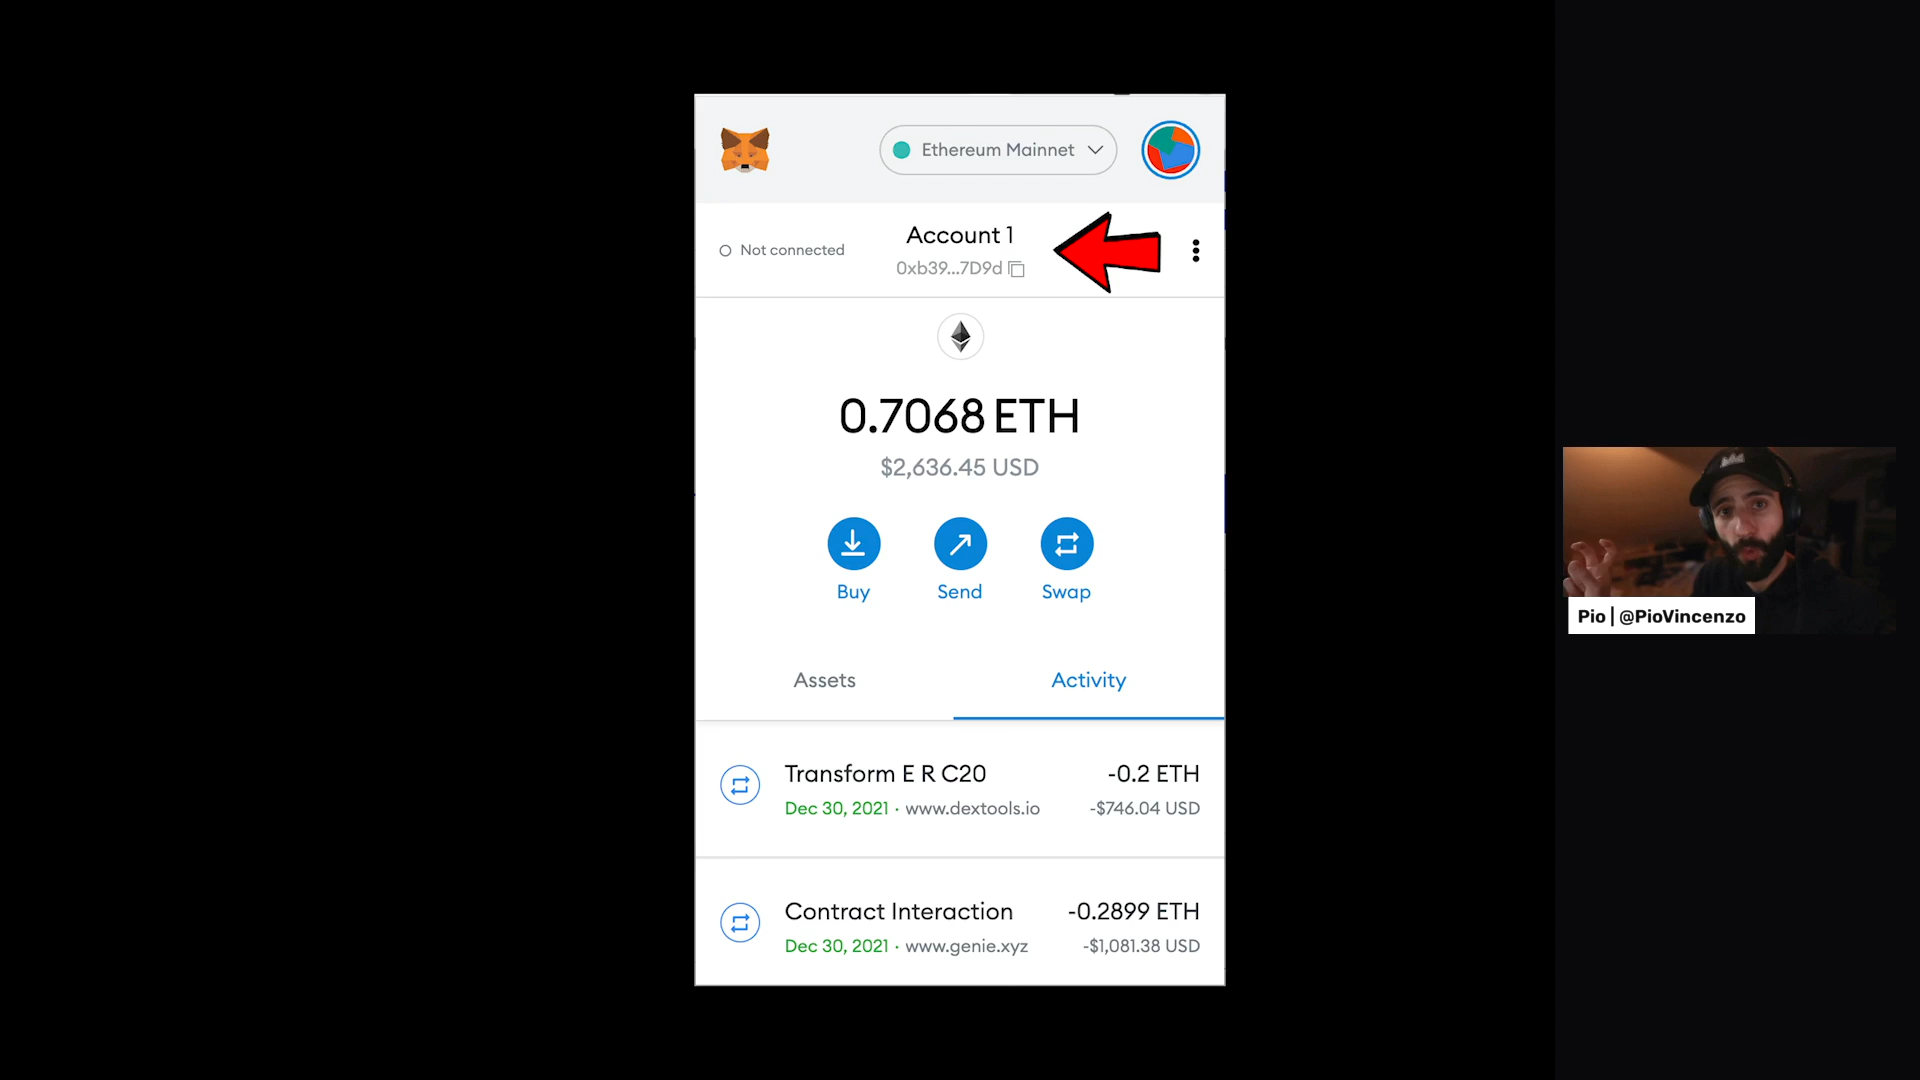 Ethereum Mainnet
Not connected
Account 1
0xb39...7D9d
0.7068 ETH
$2,636.45 USD
Buy
Send
Swap
Assets
Activity
Transform E R C20
-0.2 ETH
Dec 30, 2021 · www.dextools.io
-$746.04 USD
Contract Interaction
-0.2899 ETH
Dec 30, 2021 · www.genie.xyz
-$1,081.38 USD
Pio | @PioVincenzo